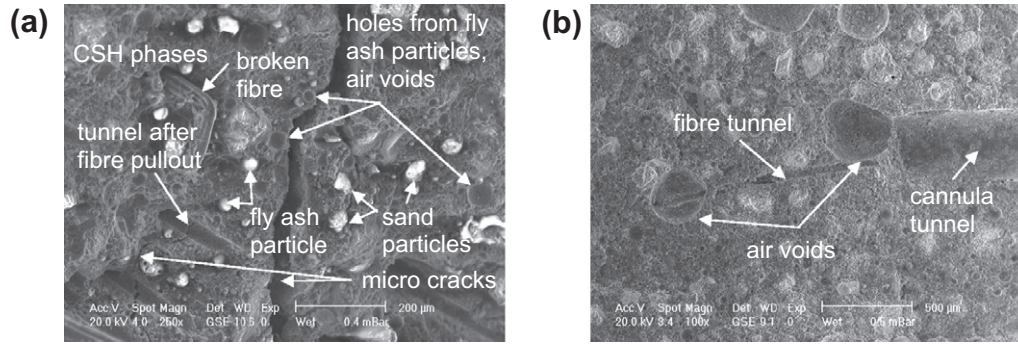 (a)
CSH phases
broken
fibre
holes from fly
ash particles,
air voids
tunnel after
fibre pullout
fly ash
particle
sand
particles
micro cracks
Acc.V Spot Magn Det WD Exp
20.0 kV 4.0 250x GSE 10.5 0
200 µm
Wet 0.4 mBar
(b)
fibre tunnel
cannula
tunnel
air voids
Acc.V Spot Magn Det WD Exp
20.0 kV 3.4 100x GSE 9.1 0
500 µm
Wet 0.5 mBar